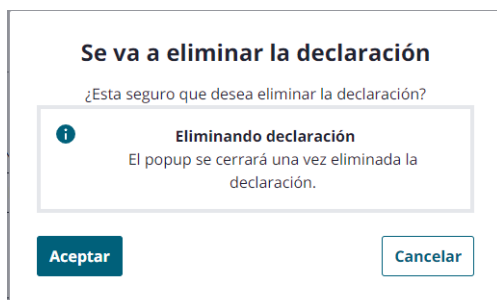 Se va a eliminar la declaración
¿Esta seguro que desea eliminar la declaración?
Eliminando declaración
El popup se cerrará una vez eliminada la
declaración.
Aceptar
Cancelar